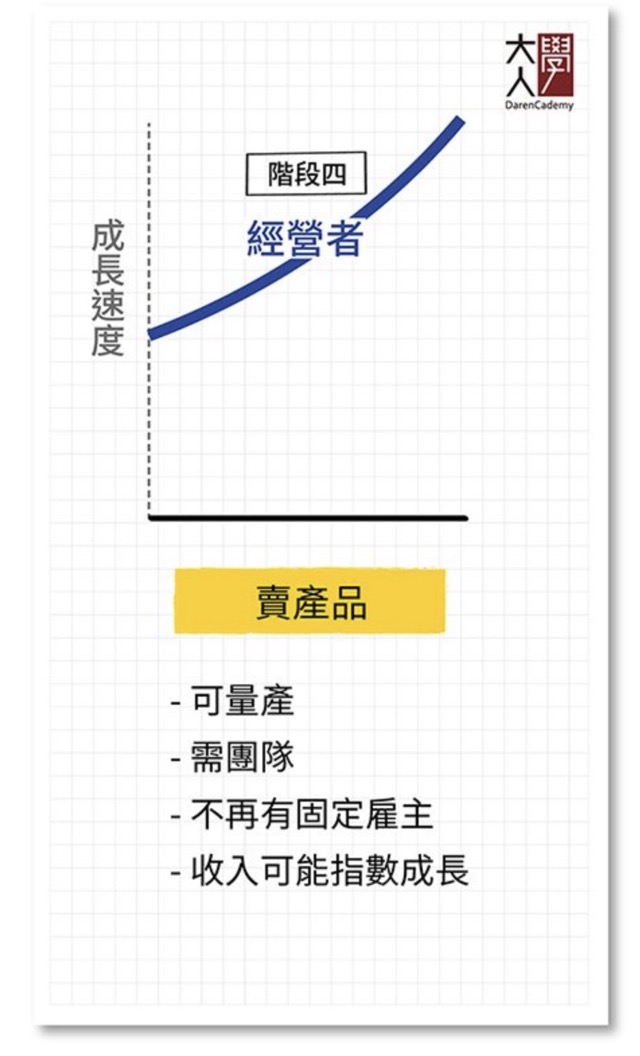 大人學
DarenCademy
階段四
經營者
成長速度
賣產品
- 可量產
- 需團隊
- 不再有固定雇主
- 收入可能指數成長